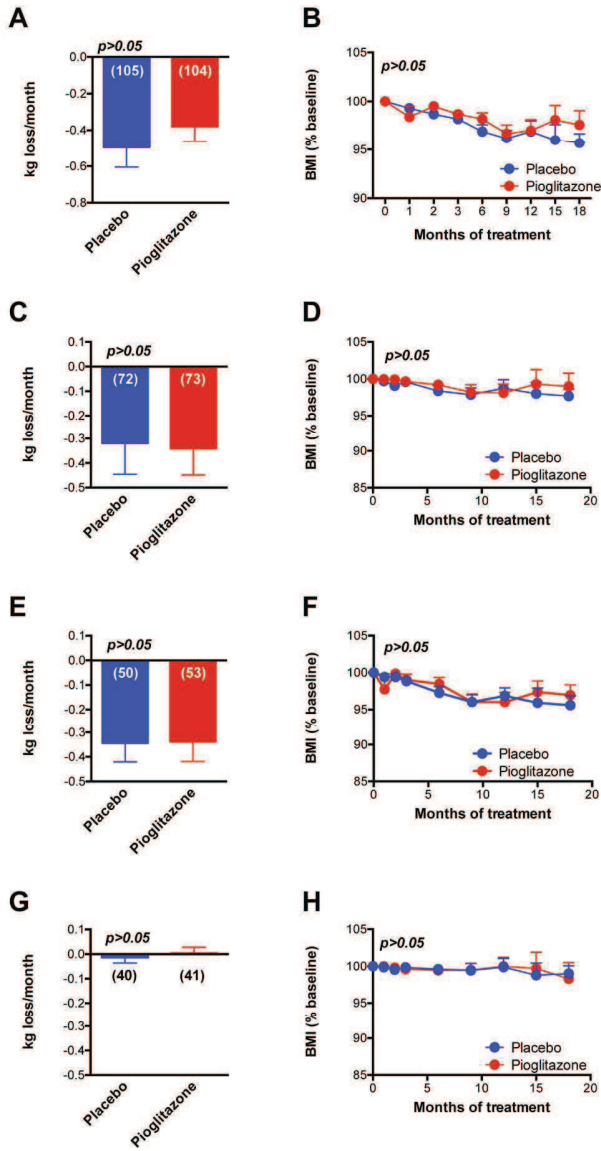 A
p>0.05
0.0
-0.2
-0.4
-0.6
-0.8
kg loss/month
(105)
(104)
Placebo
Pioglitazone
B
p>0.05
105
100
95
90
BMI (% baseline)
Placebo
Pioglitazone
0 1 2 3 6 9 12 15 18
Months of treatment
C
p>0.05
0.1
0.0
-0.1
-0.2
-0.3
-0.4
-0.5
kg loss/month
(72)
(73)
Placebo
Pioglitazone
D
p>0.05
105
100
95
90
85
BMI (% baseline)
Placebo
Pioglitazone
0 5 10 15 20
Months of treatment
E
p>0.05
0.1
0.0
-0.1
-0.2
-0.3
-0.4
-0.5
kg loss/month
(50)
(53)
Placebo
Pioglitazone
F
p>0.05
105
100
95
90
85
BMI (% baseline)
Placebo
Pioglitazone
0 5 10 15 20
Months of treatment
G
p>0.05
0.1
0.0
-0.1
-0.2
-0.3
-0.4
-0.5
kg loss/month
(40)
(41)
Placebo
Pioglitazone
H
p>0.05
105
100
95
90
85
BMI (% baseline)
Placebo
Pioglitazone
0 5 10 15 20
Months of treatment